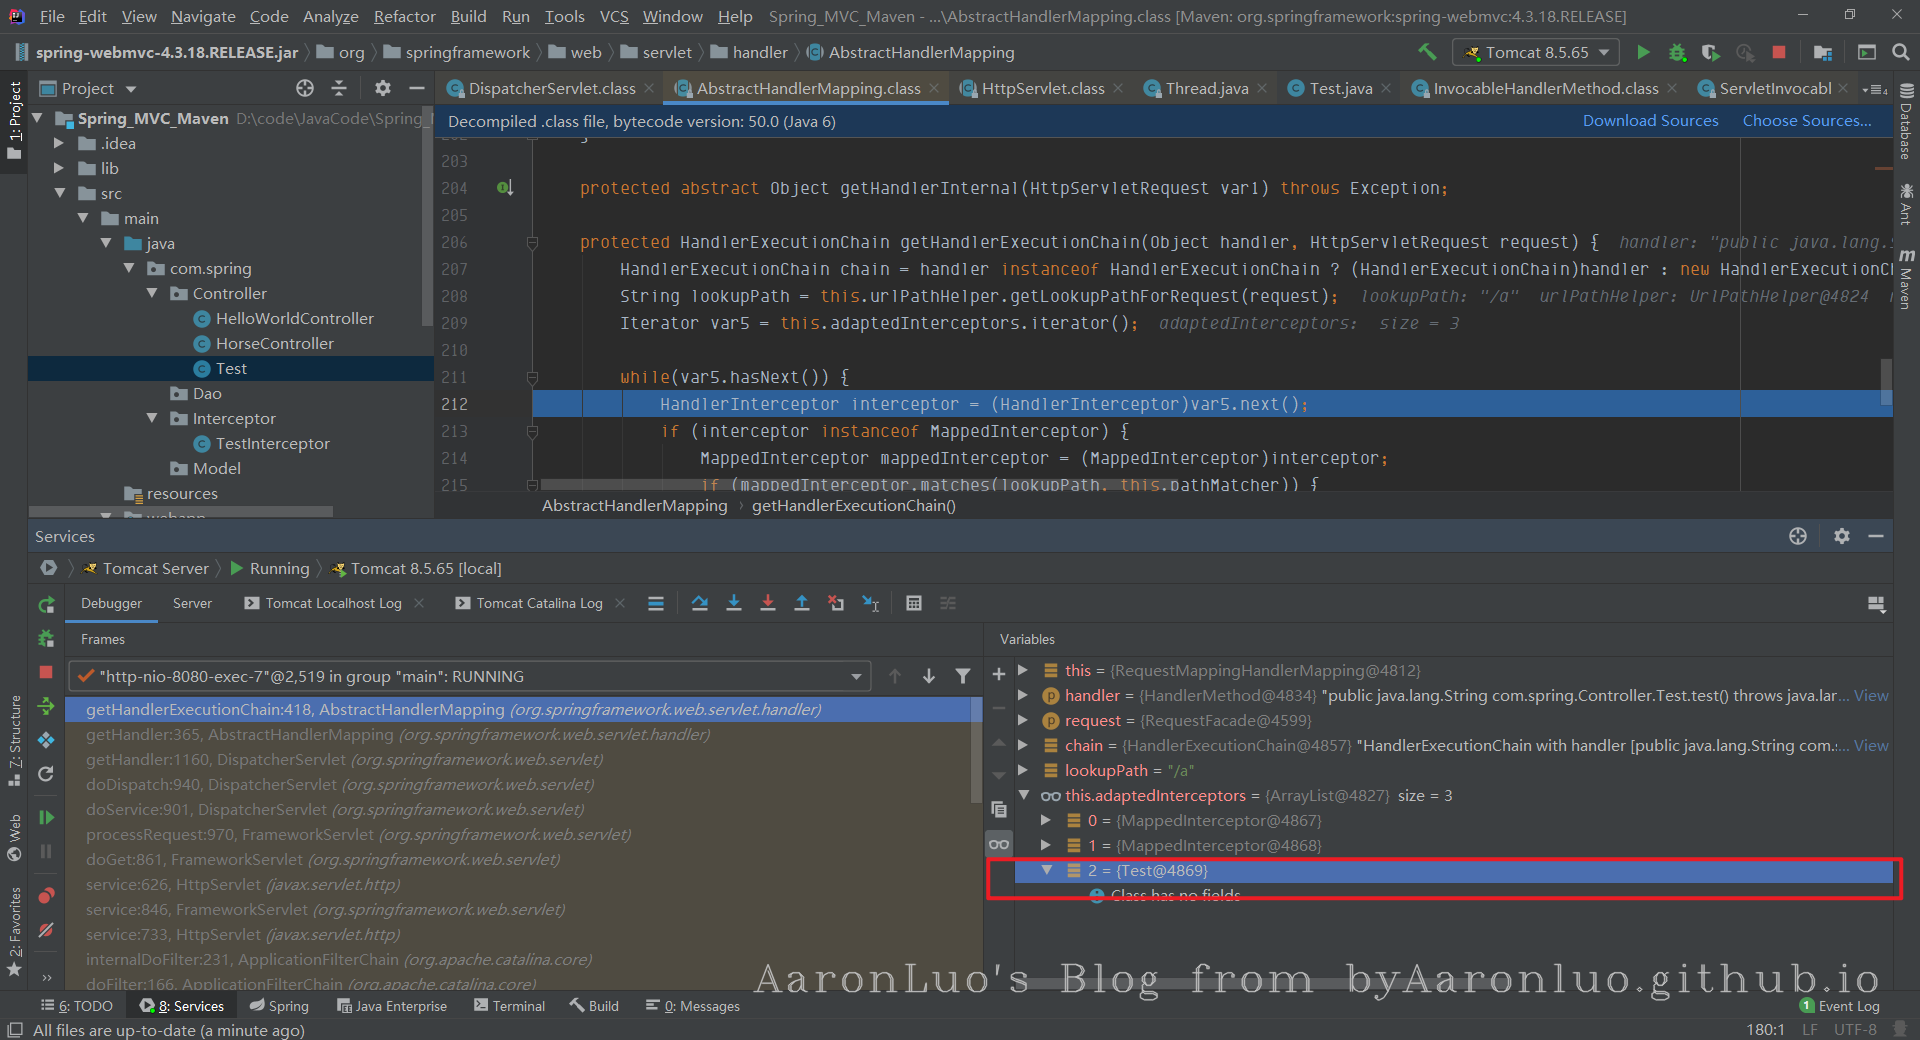 File Edit View Navigate Code Analyze Refactor Build Run Tools VCS Window Help Spring_MVC_Maven - ...\AbstractHandlerMapping.class [Maven: org.springframework:spring-webmvc:4.3.18.RELEASE]
spring-webmvc-4.3.18.RELEASE.jar org springframework web servlet handler AbstractHandlerMapping Tomcat 8.5.65
Project DispatcherServlet.class AbstractHandlerMapping.class HttpServlet.class Thread.java Test.java InvocableHandlerMethod.class ServletInvocabl 4
1: Project
Spring_MVC_Maven D:\code\JavaCode\Spring_
.idea
lib
src
main
java
com.spring
Controller
HelloWorldController
HorseController
Test
Dao
Interceptor
TestInterceptor
Model
resources
webapp
Decompiled .class file, bytecode version: 50.0 (Java 6) Download Sources Choose Sources...
203
204 protected abstract Object getHandlerInternal(HttpServletRequest var1) throws Exception;
205
206 protected HandlerExecutionChain getHandlerExecutionChain(Object handler, HttpServletRequest request) { handler: "public java.lang.
207 HandlerExecutionChain chain = handler instanceof HandlerExecutionChain ? (HandlerExecutionChain)handler : new HandlerExecutionCh
208 String lookupPath = this.urlPathHelper.getLookupPathForRequest(request); lookupPath: "/a" urlPathHelper: UrlPathHelper@4824
209 Iterator var5 = this.adaptedInterceptors.iterator(); adaptedInterceptors: size = 3
210
211 while(var5.hasNext()) {
212 HandlerInterceptor interceptor = (HandlerInterceptor)var5.next();
213 if (interceptor instanceof MappedInterceptor) {
214 MappedInterceptor mappedInterceptor = (MappedInterceptor)interceptor;
215 if (mappedInterceptor.matches(lookupPath, this.pathMatcher)) {
AbstractHandlerMapping getHandlerExecutionChain()
Database
Ant
Maven
Services
Tomcat Server Running Tomcat 8.5.65 [local]
Debugger Server Tomcat Localhost Log Tomcat Catalina Log
Frames
"http-nio-8080-exec-7"@2,519 in group "main": RUNNING
getHandlerExecutionChain:418, AbstractHandlerMapping (org.springframework.web.servlet.handler)
getHandler:365, AbstractHandlerMapping (org.springframework.web.servlet.handler)
getHandler:1160, DispatcherServlet (org.springframework.web.servlet)
doDispatch:940, DispatcherServlet (org.springframework.web.servlet)
doService:901, DispatcherServlet (org.springframework.web.servlet)
processRequest:970, FrameworkServlet (org.springframework.web.servlet)
doGet:861, FrameworkServlet (org.springframework.web.servlet)
service:626, HttpServlet (javax.servlet.http)
service:846, FrameworkServlet (org.springframework.web.servlet)
service:733, HttpServlet (javax.servlet.http)
internalDoFilter:231, ApplicationFilterChain (org.apache.catalina.core)
doFilter:166, ApplicationFilterChain (org.apache.catalina.core)
Variables
this = {RequestMappingHandlerMapping@4812}
handler = {HandlerMethod@4834} "public java.lang.String com.spring.Controller.Test.test() throws java.lar... View
request = {RequestFacade@4599}
chain = {HandlerExecutionChain@4857} "HandlerExecutionChain with handler [public java.lang.String com.... View
lookupPath = "/a"
this.adaptedInterceptors = {ArrayList@4827} size = 3
0 = {MappedInterceptor@4867}
1 = {MappedInterceptor@4868}
2 = {Test@4869}
Class has no fields
Z: Structure
Web
2: Favorites
AaronLuo's Blog from byAaronluo.github.io
6: TODO 8: Services Spring Java Enterprise Terminal Build 0: Messages 1 Event Log
All files are up-to-date (a minute ago) 180:1 LF UTF-8